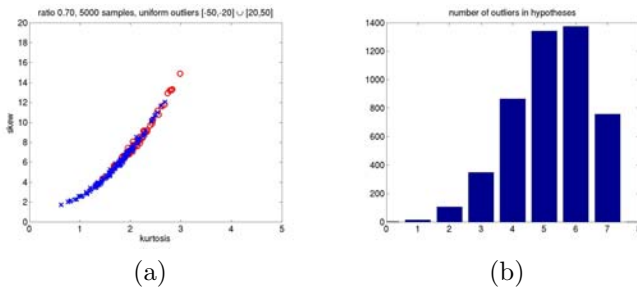 ratio 0.70, 5000 samples, uniform outliers [-50,-20] ∪ [20,50]
20
18
16
14
12
10
8
6
4
2
0
skew
0 1 2 3 4 5
kurtosis
(a)
number of outliers in hypotheses
1400
1200
1000
800
600
400
200
0
0 1 2 3 4 5 6 7 8
(b)